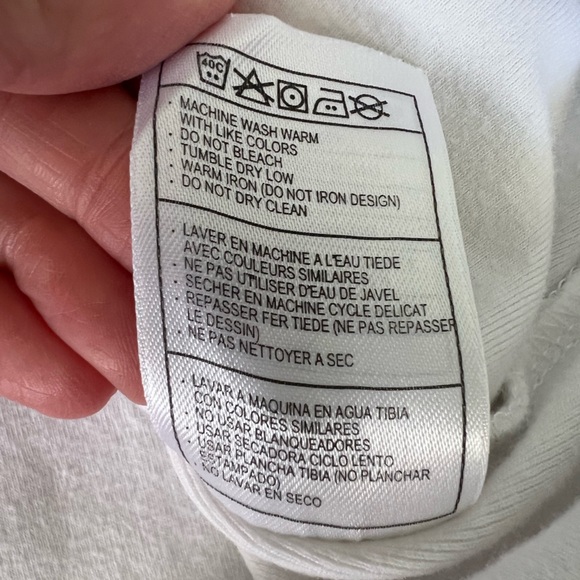 40C
· MACHINE WASH WARM
WITH LIKE COLORS
· DO NOT BLEACH
· TUMBLE DRY LOW
· WARM IRON (DO NOT IRON DESIGN)
· DO NOT DRY CLEAN
· LAVER EN MACHINE A L'EAU TIEDE
AVEC COULEURS SIMILAIRES
· NE PAS UTILISER D'EAU DE JAVEL
· SECHER EN MACHINE CYCLE DELICAT
· REPASSER FER TIEDE (NE PAS REPASSER
LE DESSIN)
· NE PAS NETTOYER A SEC
· LAVAR A MAQUINA EN AGUA TIBIA
CON COLORES SIMILARES
· NO USAR BLANQUEADORES
· USAR SECADORA CICLO LENTO
· USAR PLANCHA TIBIA (NO PLANCHAR
ESTAMPADO)
· NO LAVAR EN SECO